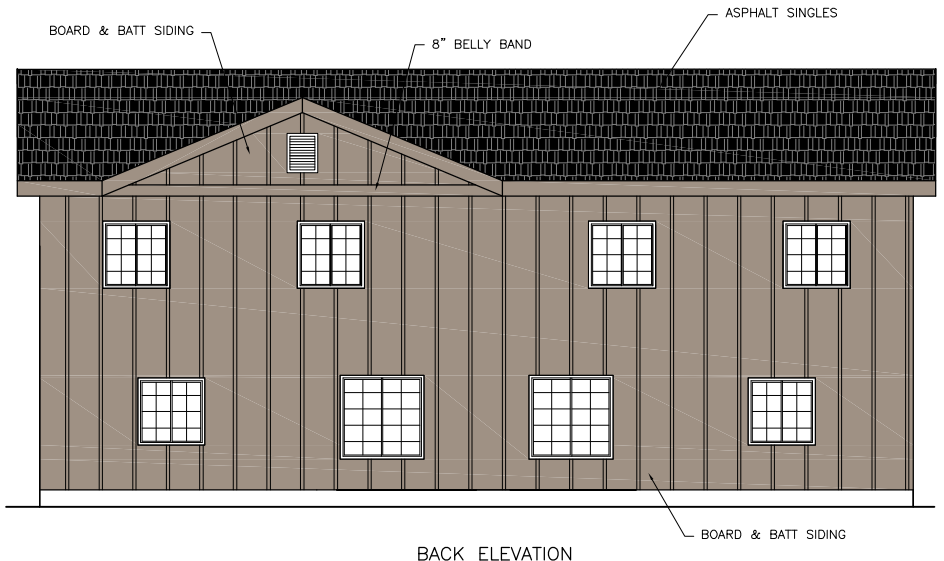 ASPHALT SINGLES
BOARD & BATT SIDING
8" BELLY BAND
BOARD & BATT SIDING
BACK ELEVATION